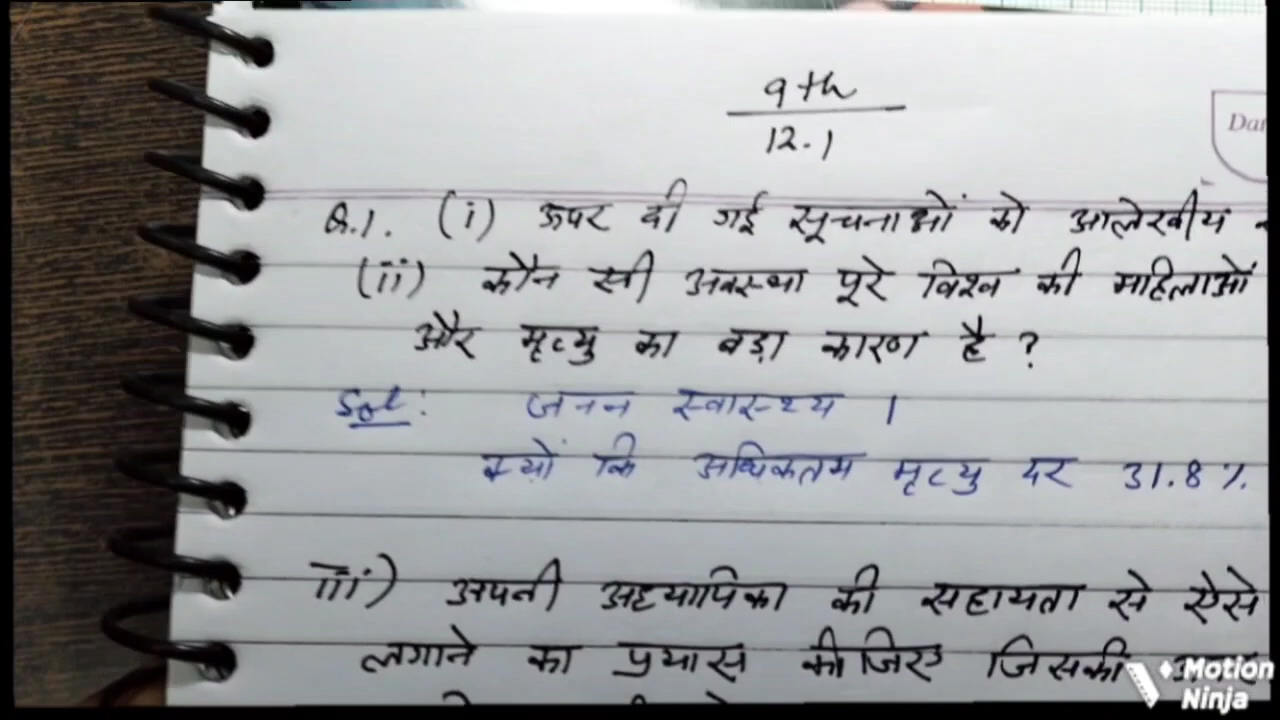 9th
12.1
Dat
Q.1. (i) ऊपर दी गई सूचनाओं को आलेखीय
(ii) कौन सी अवस्था पूरे विश्व की महिलाओं
और मृत्यु का बड़ा कारण है ?
Sol: जनन स्वास्थ्य ।
क्यों कि अधिकतम मृत्यु दर 31.8 %.
iii) अपनी अध्यापिका की सहायता से ऐसे
लगाने का प्रयास कीजिए जिसकी
Motion
Ninja